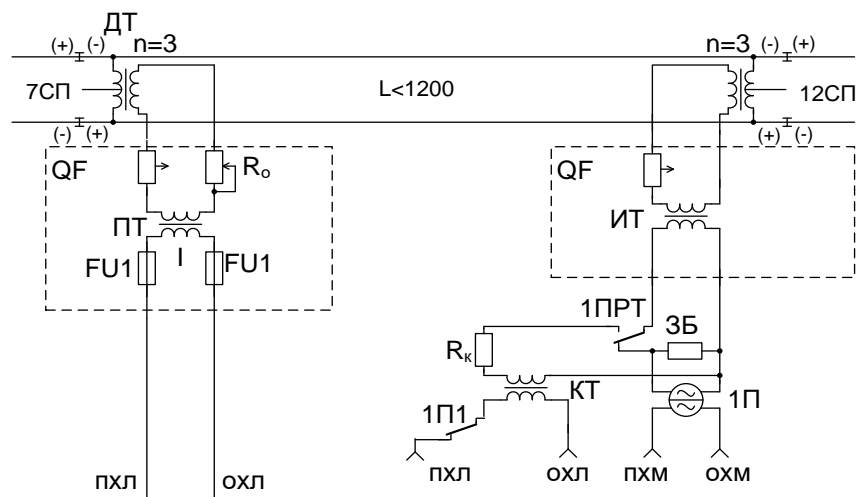 ДТ
(+) (-) n=3 n=3 (-) (+)
7СП L<1200 12СП
(-) (+) (+) (-)
QF Rо QF
ПТ ИТ
FU1 I FU1
1ПРТ
ЗБ
Rк
КТ 1П
1П1
пхл охл пхм охм
пхл охл